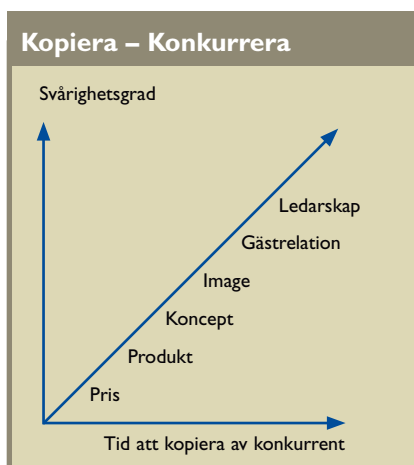 Kopiera – Konkurrera
Svårighetsgrad
Ledarskap
Gästrelation
Image
Koncept
Produkt
Pris
Tid att kopiera av konkurrent